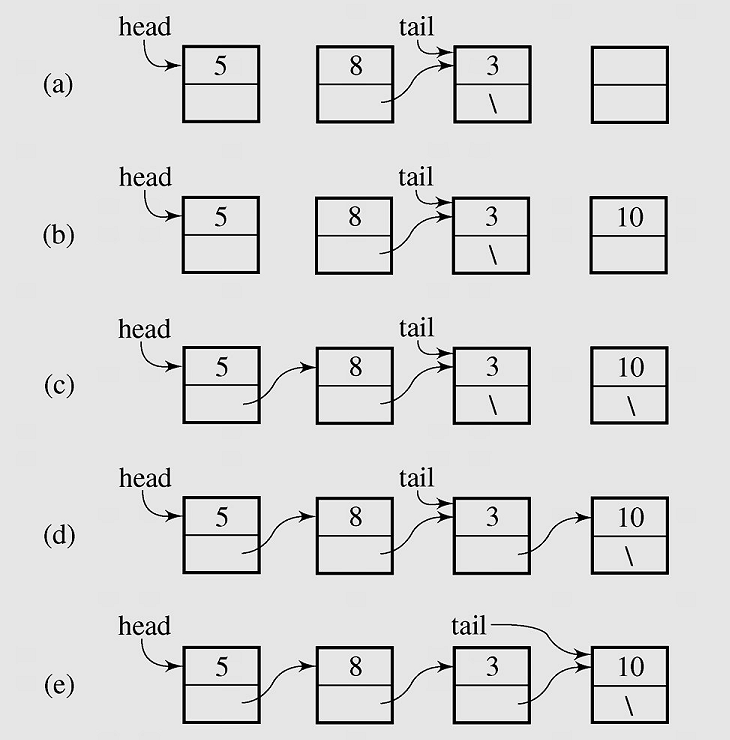 head tail
(a) 5 8 3
\
head tail
(b) 5 8 3 10
\
head tail
(c) 5 8 3 10
\ \
head tail
(d) 5 8 3 10
\
head tail
(e) 5 8 3 10
\